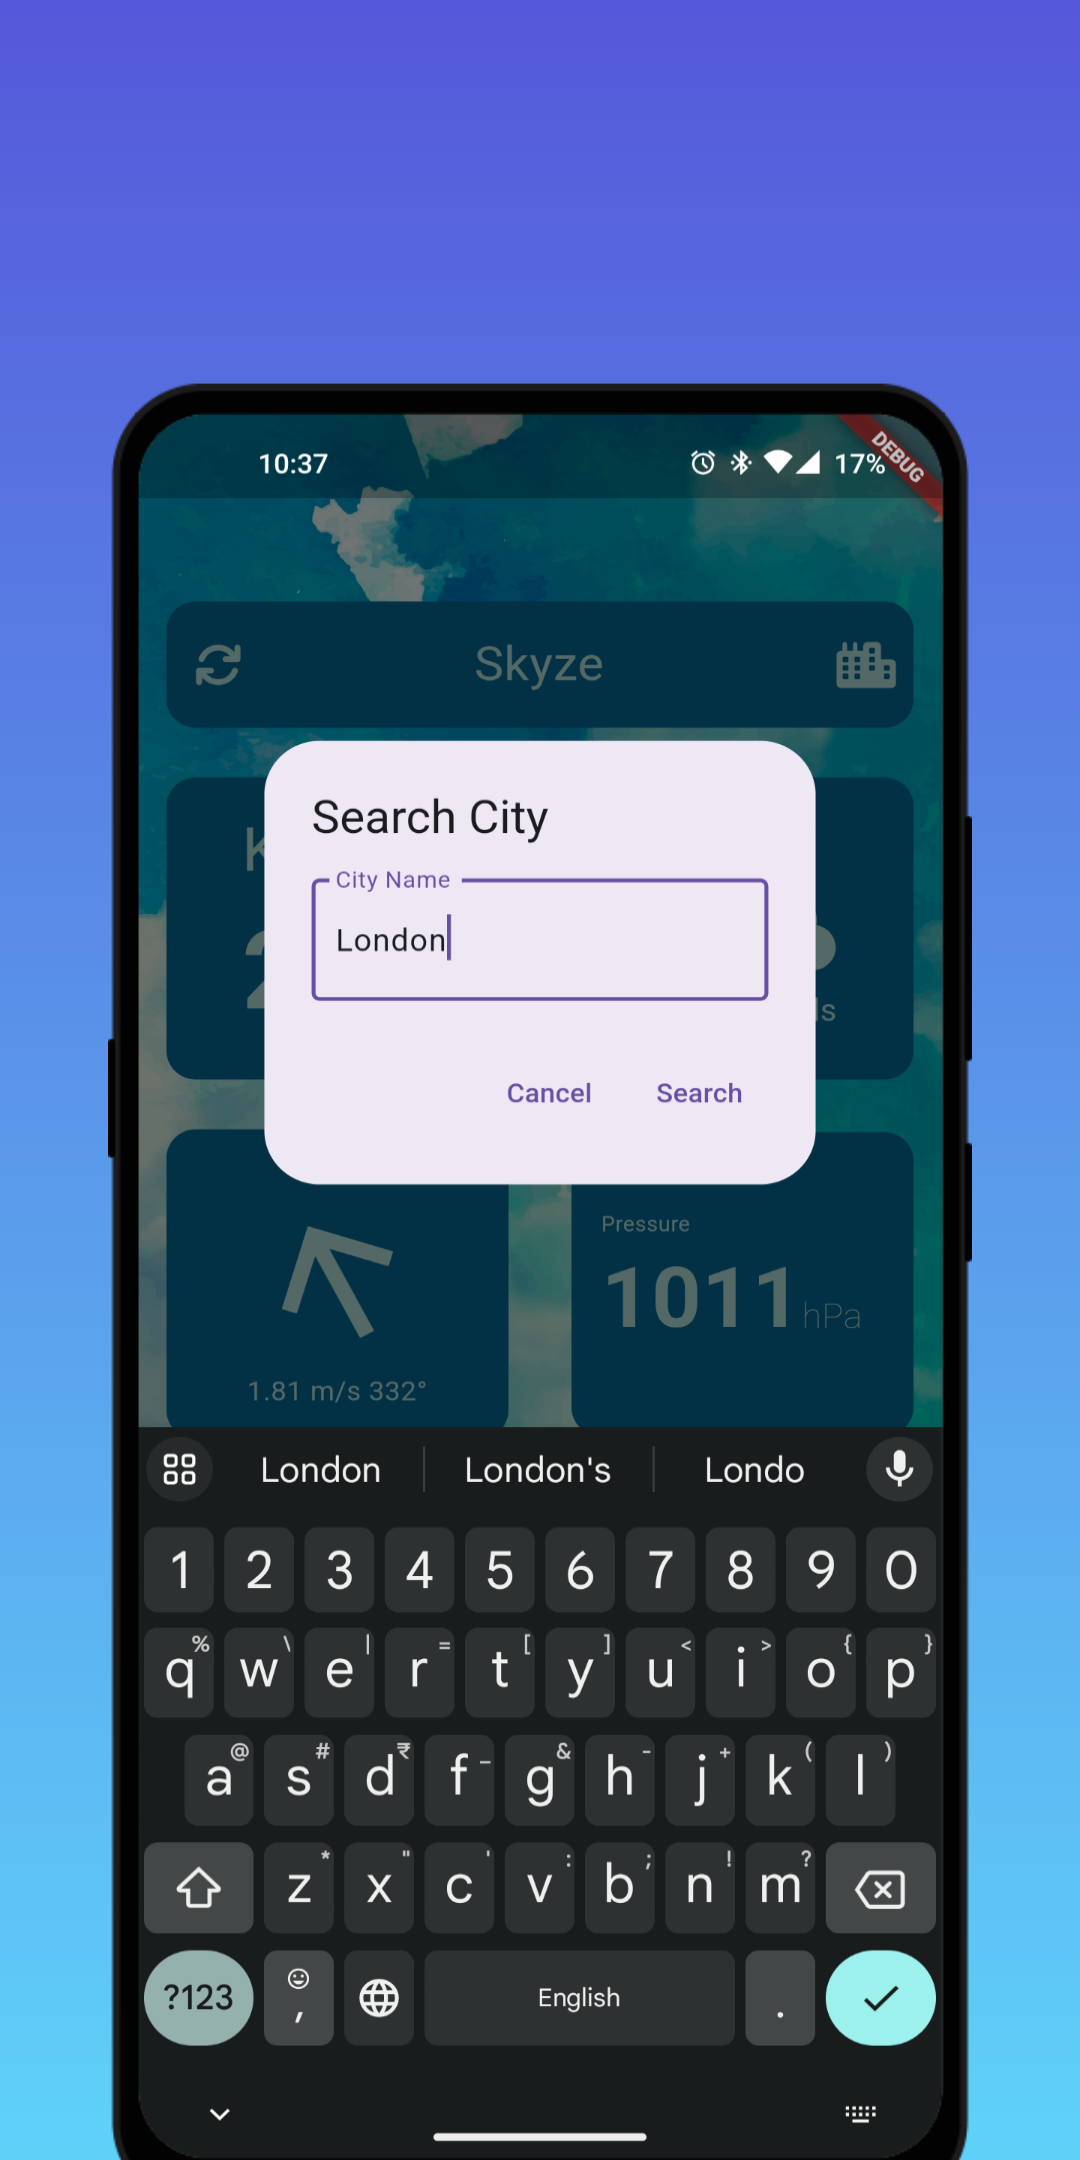 10:37
17%
DEBUG
Skyze
Search City
City Name
London
Cancel Search
Pressure
1011 hPa
1.81 m/s 332°
London London's Londo
1 2 3 4 5 6 7 8 9 0
% \ | = [ ] < > { }
q w e r t y u i o p
@ # ₹ _ & - + ( )
a s d f g h j k l
* " ' : ; ! ?
z x c v b n m
?123 , English .